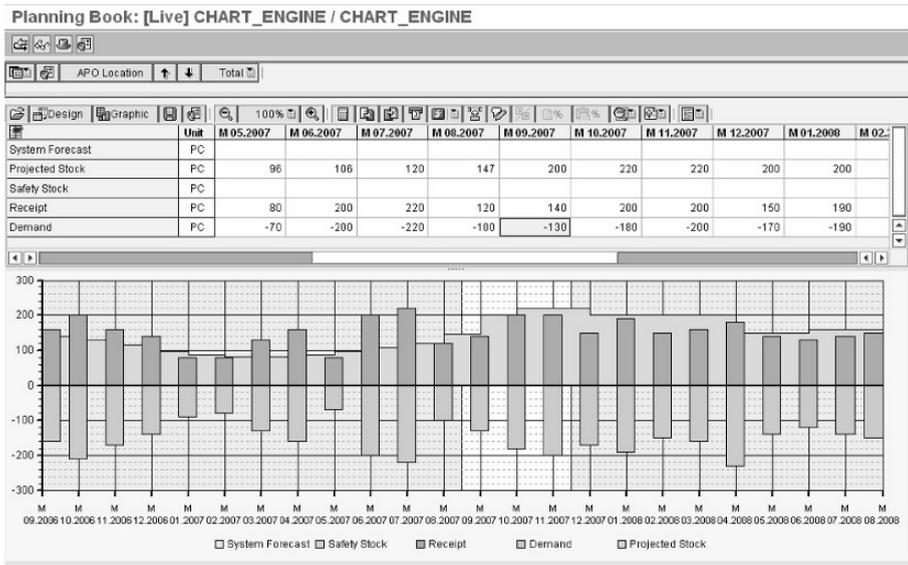 Planning Book: [Live] CHART_ENGINE / CHART_ENGINE
APO Location Total
Design Graphic 100%
Unit M 05.2007 M 06.2007 M 07.2007 M 08.2007 M 09.2007 M 10.2007 M 11.2007 M 12.2007 M 01.2008 M 02.
System Forecast PC
Projected Stock PC 96 106 120 147 200 220 220 200 200
Safety Stock PC
Receipt PC 80 200 220 120 140 200 200 150 190
Demand PC -70 -200 -220 -100 -130 -180 -200 -170 -190
300
200
100
0
-100
-200
-300
M M M M M M M M M M M M M M M M M M M M M M M M
09.2006 10.2006 11.2006 12.2006 01.2007 02.2007 03.2007 04.2007 05.2007 06.2007 07.2007 08.2007 09.2007 10.2007 11.2007 12.2007 01.2008 02.2008 03.2008 04.2008 05.2008 06.2008 07.2008 08.2008
System Forecast Safety Stock Receipt Demand Projected Stock